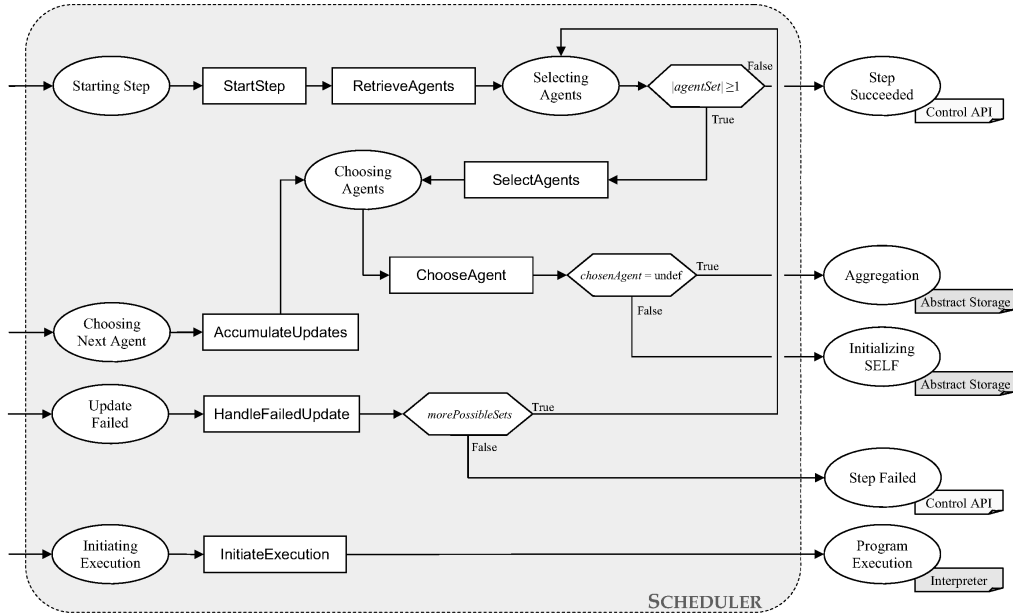 Starting Step
StartStep
RetrieveAgents
Selecting
Agents
|agentSet| ≥1
False
True
Step
Succeeded
Control API
Choosing
Agents
SelectAgents
ChooseAgent
chosenAgent = undef
True
False
Aggregation
Abstract Storage
Choosing
Next Agent
AccumulateUpdates
Initializing
SELF
Abstract Storage
Update
Failed
HandleFailedUpdate
morePossibleSets
True
False
Step Failed
Control API
Initiating
Execution
InitiateExecution
Program
Execution
Interpreter
SCHEDULER